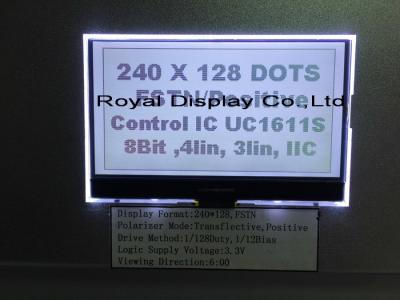 240 X 128 DOTS
FSTN/Positive
Royal Display Co.,Ltd
Control IC UC1611S
8Bit ,4lin, 3lin, IIC
Display Format:240*128,FSTN
Polarizer Mode:Transflective,Positive
Drive Method:1/128Duty,1/12Bias
Logic Supply Voltage:3.3V
Viewing Direction:6:00